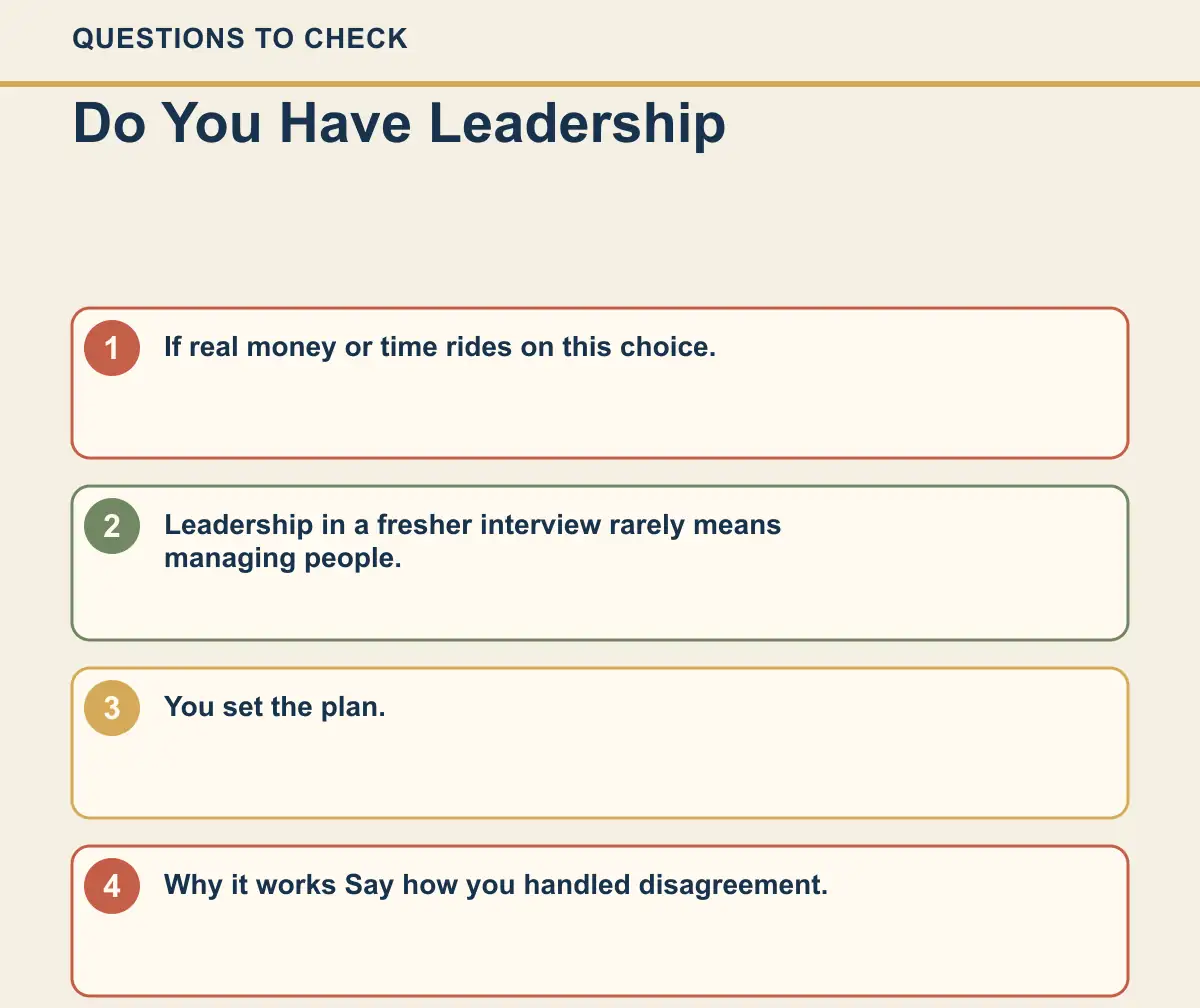 QUESTIONS TO CHECK
Do You Have Leadership
1
If real money or time rides on this choice.
2
Leadership in a fresher interview rarely means
managing people.
3
You set the plan.
4
Why it works Say how you handled disagreement.